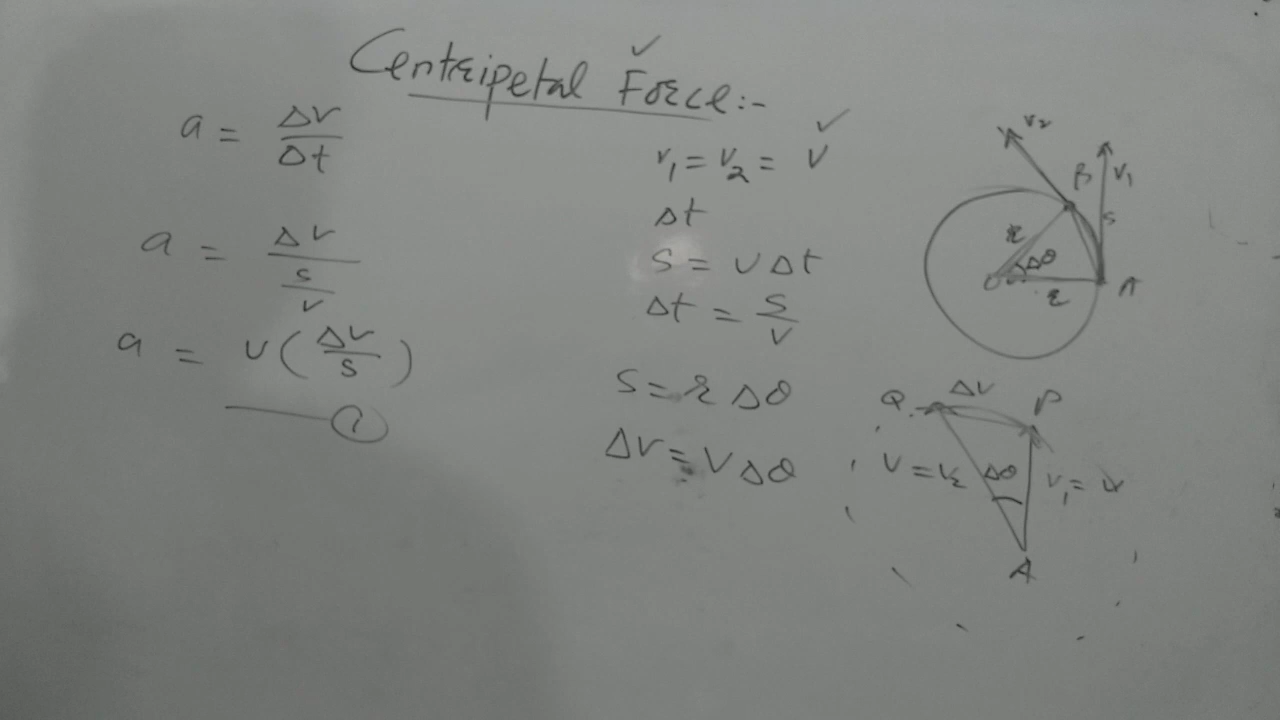 Centripetal Force:-
a = Δv/Δt
a = Δv/(s/v)
a = v(Δv/s)
①
v₁ = v₂ = v
Δt
s = vΔt
Δt = s/v
s = rΔθ
Δv = vΔθ
v₂
B
v₁
s
r
Δθ
O
r
A
Q
Δv
P
v = v₂
Δθ
v₁ = v
A